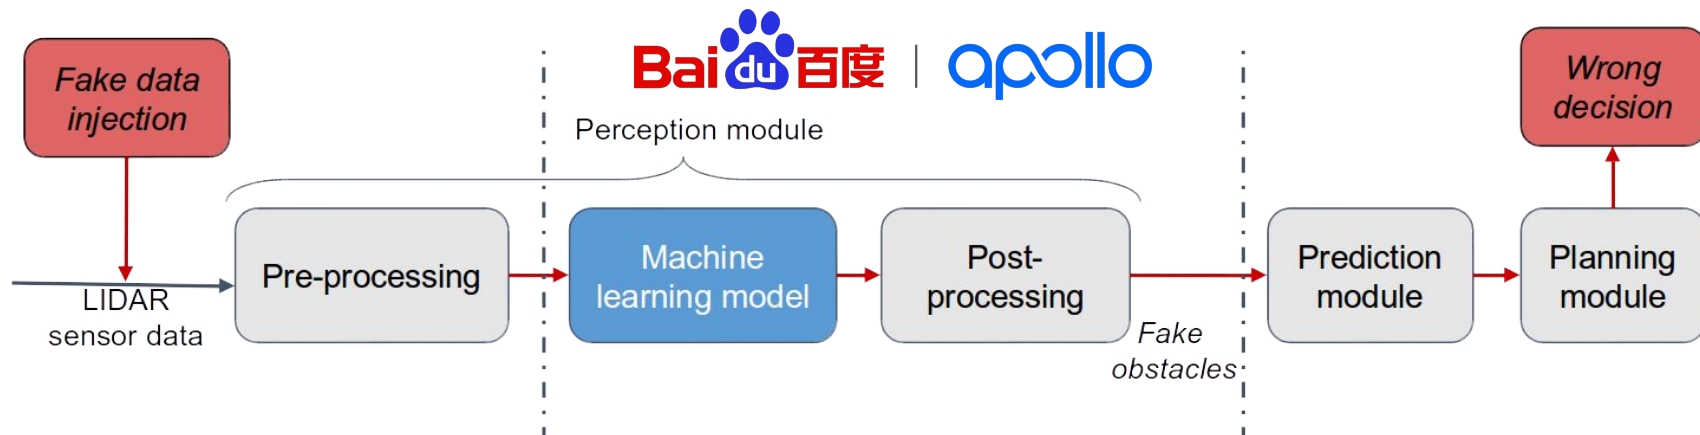 Baidu百度 | apollo
Fake data
injection
Wrong
decision
Perception module
Pre-processing
Machine
learning model
Post-
processing
Prediction
module
Planning
module
LIDAR
sensor data
Fake
obstacles